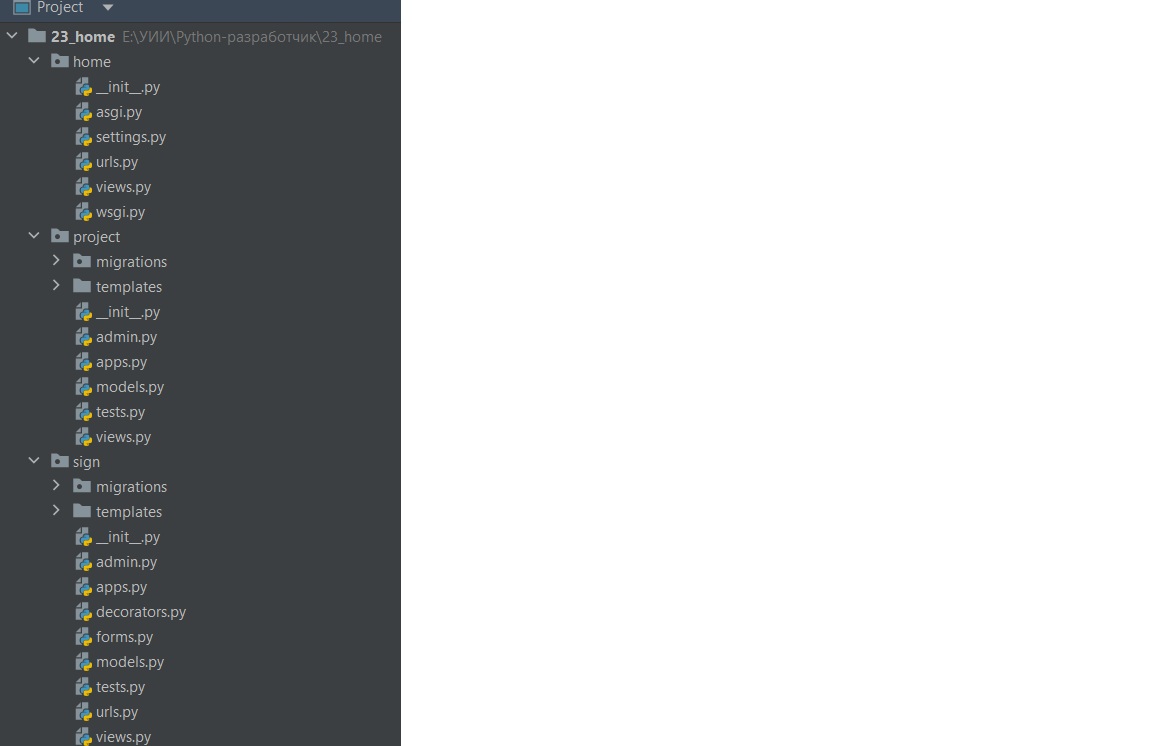 Project
23_home E:\УИИ\Python-разработчик\23_home
home
__init__.py
asgi.py
settings.py
urls.py
views.py
wsgi.py
project
migrations
templates
__init__.py
admin.py
apps.py
models.py
tests.py
views.py
sign
migrations
templates
__init__.py
admin.py
apps.py
decorators.py
forms.py
models.py
tests.py
urls.py
views.py